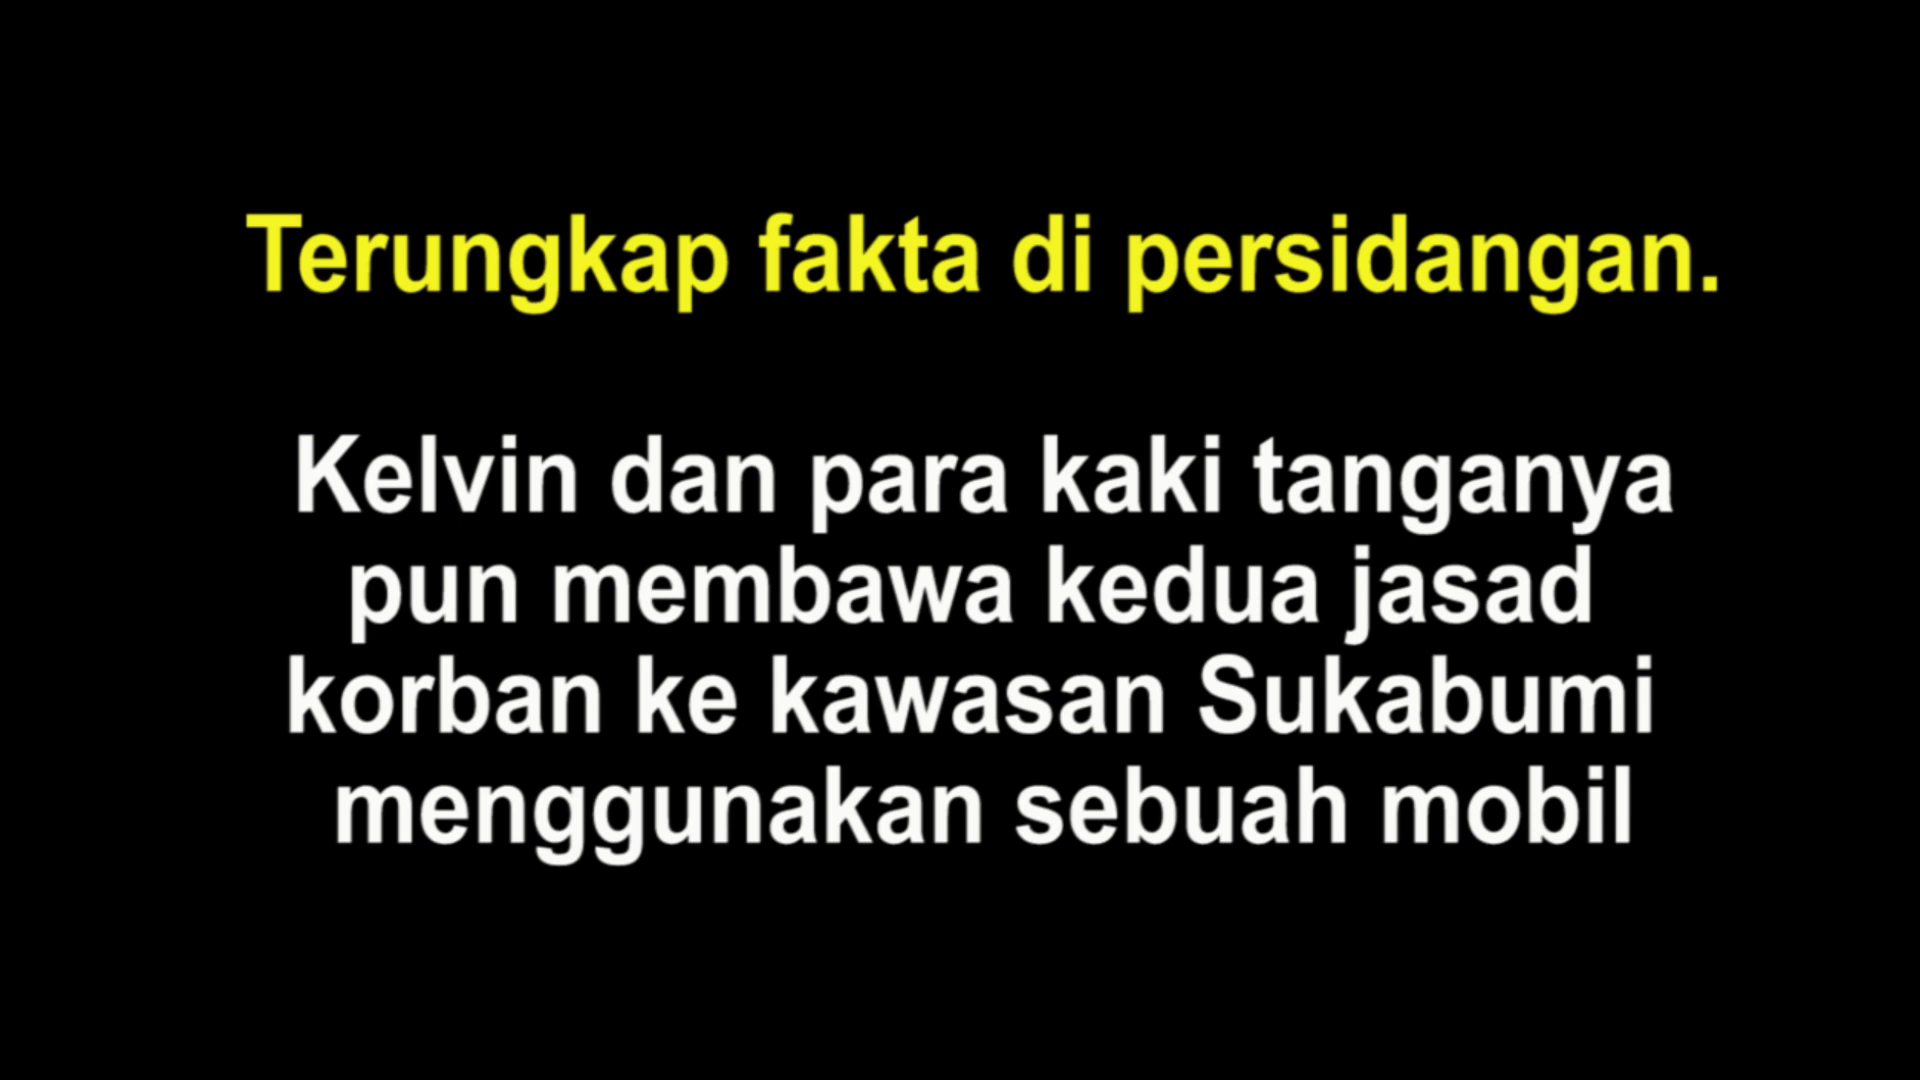 Terungkap fakta di persidangan.
Kelvin dan para kaki tanganya
pun membawa kedua jasad
korban ke kawasan Sukabumi
menggunakan sebuah mobil